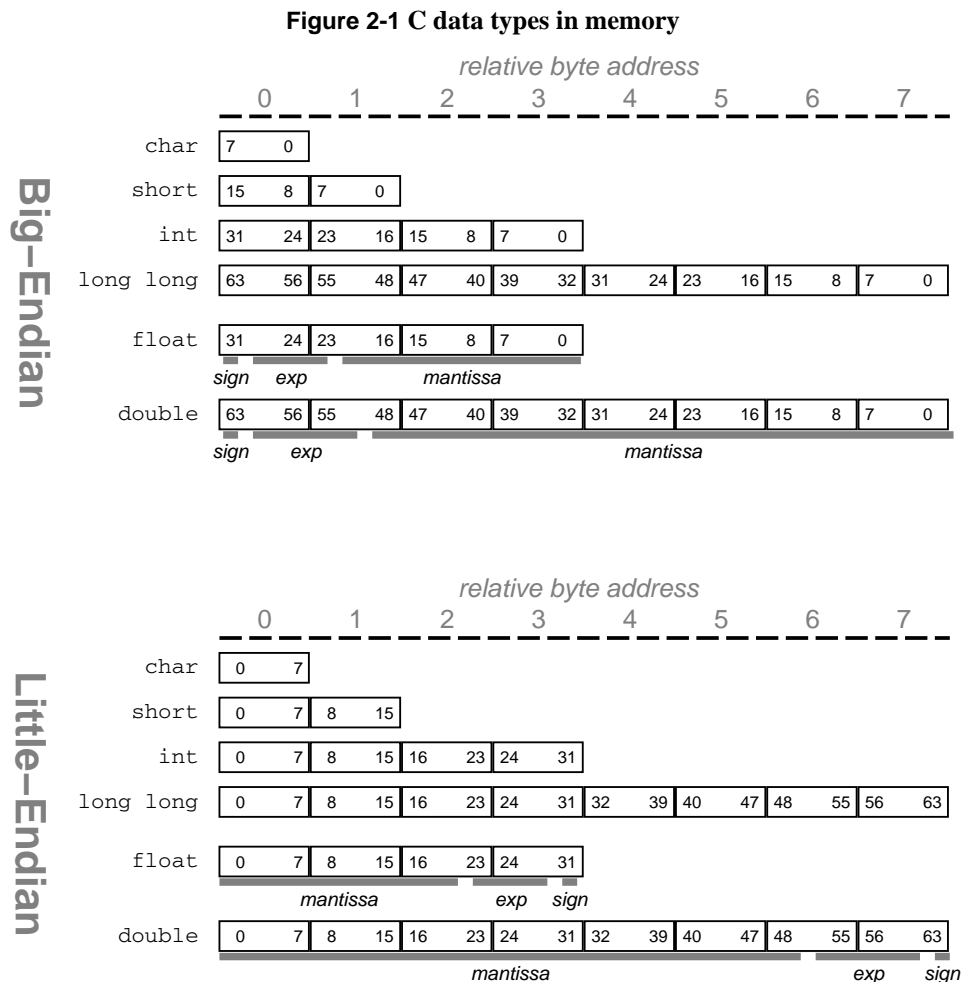 Figure 2-1 C data types in memory
Big–Endian
relative byte address
0 1 2 3 4 5 6 7
char 7 0
short 15 8 7 0
int 31 24 23 16 15 8 7 0
long long 63 56 55 48 47 40 39 32 31 24 23 16 15 8 7 0
float 31 24 23 16 15 8 7 0
sign exp mantissa
double 63 56 55 48 47 40 39 32 31 24 23 16 15 8 7 0
sign exp mantissa
Little–Endian
relative byte address
0 1 2 3 4 5 6 7
char 0 7
short 0 7 8 15
int 0 7 8 15 16 23 24 31
long long 0 7 8 15 16 23 24 31 32 39 40 47 48 55 56 63
float 0 7 8 15 16 23 24 31
mantissa exp sign
double 0 7 8 15 16 23 24 31 32 39 40 47 48 55 56 63
mantissa exp sign